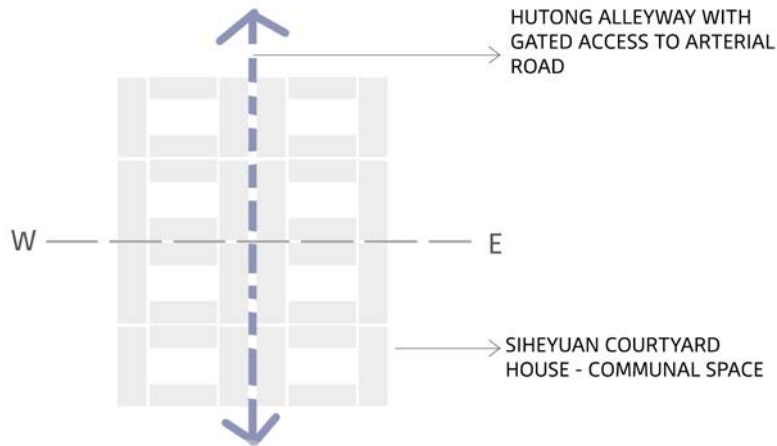 HUTONG ALLEYWAY WITH
GATED ACCESS TO ARTERIAL
ROAD
W
E
SIHEYUAN COURTYARD
HOUSE - COMMUNAL SPACE